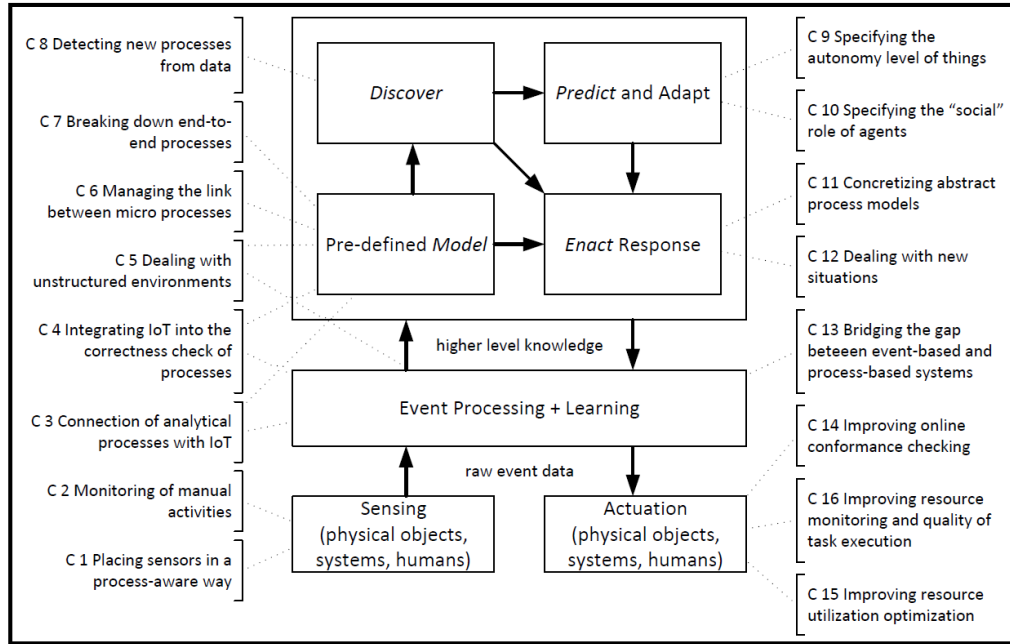 C 8 Detecting new processes
from data
C 7 Breaking down end-to-
end processes
C 6 Managing the link
between micro processes
C 5 Dealing with
unstructured environments
C 4 Integrating IoT into the
correctness check of
processes
C 3 Connection of analytical
processes with IoT
C 2 Monitoring of manual
activities
C 1 Placing sensors in a
process-aware way
Discover
Predict and Adapt
Pre-defined Model
Enact Response
higher level knowledge
Event Processing + Learning
raw event data
Sensing
(physical objects,
systems, humans)
Actuation
(physical objects,
systems, humans)
C 9 Specifying the
autonomy level of things
C 10 Specifying the “social”
role of agents
C 11 Concretizing abstract
process models
C 12 Dealing with new
situations
C 13 Bridging the gap
beteeen event-based and
process-based systems
C 14 Improving online
conformance checking
C 16 Improving resource
monitoring and quality of
task execution
C 15 Improving resource
utilization optimization